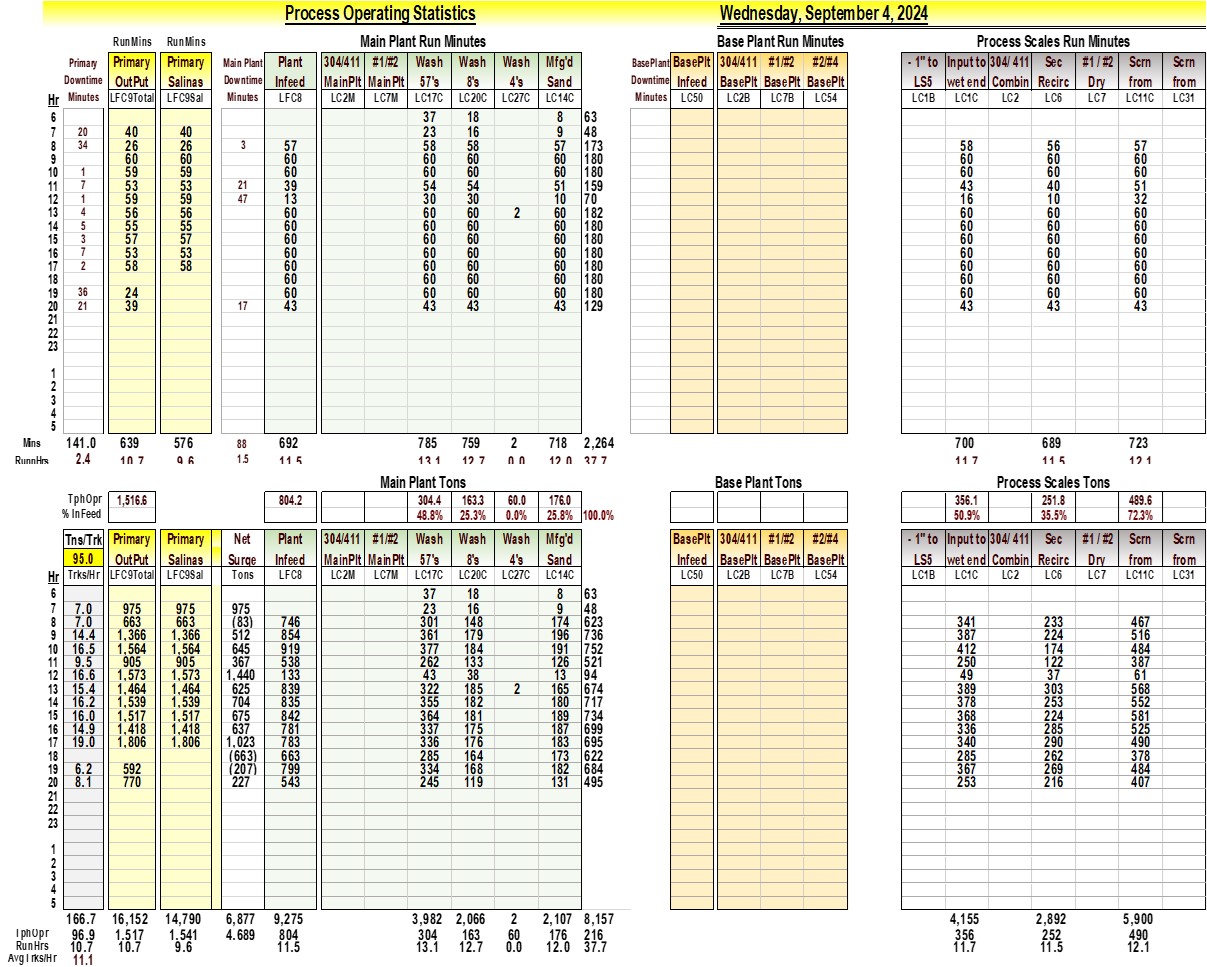 Process Operating Statistics Wednesday, September 4, 2024
RunMins RunMins Main Plant Run Minutes Base Plant Run Minutes Process Scales Run Minutes
Primary Primary Primary Main Plant Plant 304/411 #1/#2 Wash Wash Wash Mfg'd BasePlant BasePlt 304/411 #1/#2 #2/#4 - 1" to Input to 304/ 411 Sec #1 / #2 Scrn Scrn
Downtime OutPut Salinas Downtime Infeed MainPlt MainPlt 57's 8's 4's Sand Downtime Infeed BasePlt BasePlt BasePlt LS5 wet end Combin Recirc Dry from from
Hr Minutes LFC9Total LFC9Sal Minutes LFC8 LC2M LC7M LC17C LC20C LC27C LC14C Minutes LC50 LC2B LC7B LC54 LC1B LC1C LC2 LC6 LC7 LC11C LC31
6 37 18 8 63
7 20 40 40 23 16 9 48
8 34 26 26 3 57 58 58 57 173 58 56 57
9 60 60 60 60 60 60 180 60 60 60
10 1 59 59 60 60 60 60 180 60 60 60
11 7 53 53 21 39 54 54 51 159 43 40 51
12 1 59 59 47 13 30 30 10 70 16 10 32
13 4 56 56 60 60 60 2 60 182 60 60 60
14 5 55 55 60 60 60 60 180 60 60 60
15 3 57 57 60 60 60 60 180 60 60 60
16 7 53 53 60 60 60 60 180 60 60 60
17 2 58 58 60 60 60 60 180 60 60 60
18 60 60 60 60 180 60 60 60
19 36 24 60 60 60 60 180 60 60 60
20 21 39 17 43 43 43 43 129 43 43 43
21
22
23
1
2
3
4
5
Mins 141.0 639 576 88 692 785 759 2 718 2,264 700 689 723
RunnHrs 2.4 10.7 9.6 1.5 11.5 13.1 12.7 0.0 12.0 37.7 11.7 11.5 12.1
Main Plant Tons Base Plant Tons Process Scales Tons
TphOpr 1,516.6 804.2 304.4 163.3 60.0 176.0 356.1 251.8 489.6
% InFeed 48.8% 25.3% 0.0% 25.8% 100.0% 50.9% 35.5% 72.3%
Tns/Trk Primary Primary Net Plant 304/411 #1/#2 Wash Wash Wash Mfg'd BasePlt 304/411 #1/#2 #2/#4 - 1" to Input to 304/ 411 Sec #1 / #2 Scrn Scrn
95.0 OutPut Salinas Surge Infeed MainPlt MainPlt 57's 8's 4's Sand Infeed BasePlt BasePlt BasePlt LS5 wet end Combin Recirc Dry from from
Hr Trks/Hr LFC9Total LFC9Sal Tons LFC8 LC2M LC7M LC17C LC20C LC27C LC14C LC50 LC2B LC7B LC54 LC1B LC1C LC2 LC6 LC7 LC11C LC31
6 37 18 8 63
7 7.0 975 975 975 23 16 9 48
8 7.0 663 663 (83) 746 301 148 174 623 341 233 467
9 14.4 1,366 1,366 512 854 361 179 196 736 387 224 516
10 16.5 1,564 1,564 645 919 377 184 191 752 412 174 484
11 9.5 905 905 367 538 262 133 126 521 250 122 387
12 16.6 1,573 1,573 1,440 133 43 38 13 94 49 37 61
13 15.4 1,464 1,464 625 839 322 185 2 165 674 389 303 568
14 16.2 1,539 1,539 704 835 355 182 180 717 378 253 552
15 16.0 1,517 1,517 675 842 364 181 189 734 368 224 581
16 14.9 1,418 1,418 637 781 337 175 187 699 336 285 525
17 19.0 1,806 1,806 1,023 783 336 176 183 695 340 290 490
18 (663) 663 285 164 173 622 285 262 378
19 6.2 592 (207) 799 334 168 182 684 367 269 484
20 8.1 770 227 543 245 119 131 495 253 216 407
21
22
23
1
2
3
4
5
166.7 16,152 14,790 6,877 9,275 3,982 2,066 2 2,107 8,157 4,155 2,892 5,900
TphOpr 96.9 1,517 1,541 4,689 804 304 163 60 176 216 356 252 490
RunHrs 10.7 10.7 9.6 11.5 13.1 12.7 0.0 12.0 37.7 11.7 11.5 12.1
AvgTrks/Hr 11.1